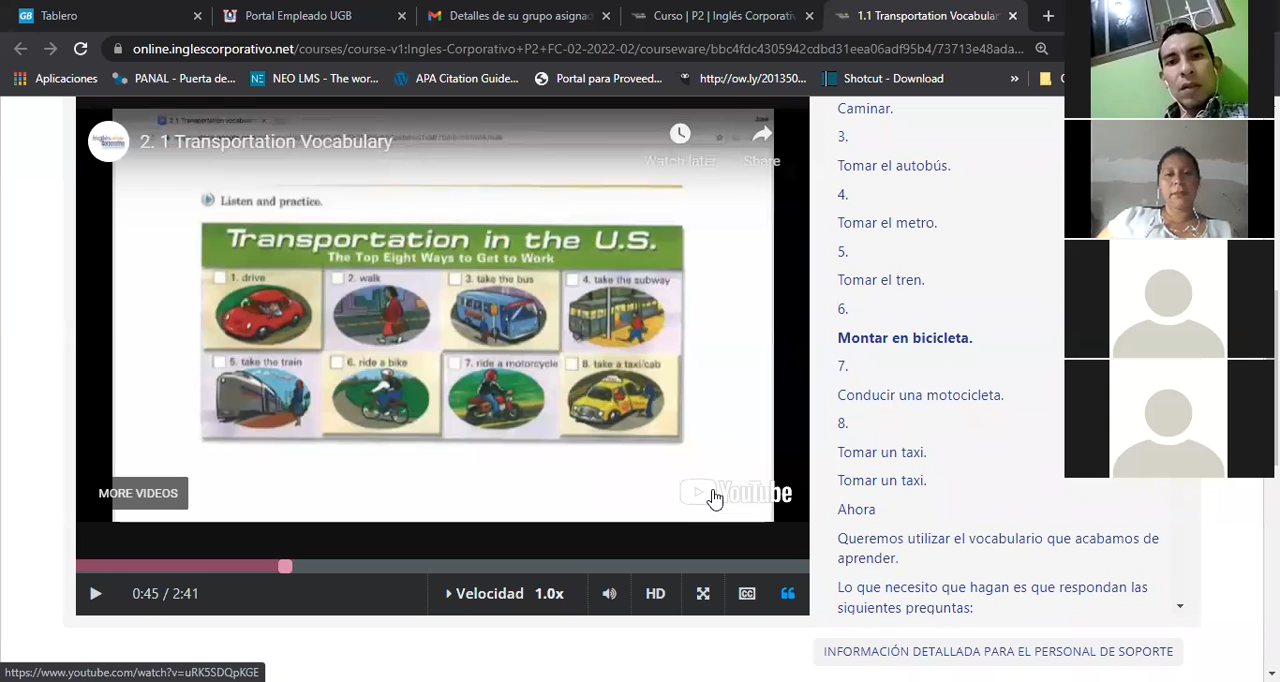 Tablero
Portal Empleado UGB
Detalles de su grupo asignad
Curso | P2 | Inglés Corporativ
1.1 Transportation Vocabular
online.inglescorporativo.net/courses/course-v1:Ingles-Corporativo+P2+FC-02-2022-02/courseware/bbc4fdc4305942cdbd31eea06adf95b4/73713e48ada...
Aplicaciones
PANAL - Puerta de...
NEO LMS - The wor...
APA Citation Style...
Portal para Proveed...
http://ow.ly/201350...
Shotcut - Download
»
2. 1 Transportation Vocabulary
Watch later
Share
Listen and practice.
Transportation in the U.S.
The Top Eight Ways to Get to Work
1. drive
2. walk
3. take the bus
4. take the subway
5. take the train
6. ride a bike
7. ride a motorcycle
8. take a taxi/cab
MORE VIDEOS
YouTube
0:45 / 2:41
Velocidad 1.0x
HD
CC
Caminar.
3.
Tomar el autobús.
4.
Tomar el metro.
5.
Tomar el tren.
6.
Montar en bicicleta.
7.
Conducir una motocicleta.
8.
Tomar un taxi.
Tomar un taxi.
Ahora
Queremos utilizar el vocabulario que acabamos de
aprender.
Lo que necesito que hagan es que respondan las
siguientes preguntas:
INFORMACIÓN DETALLADA PARA EL PERSONAL DE SOPORTE
https://www.youtube.com/watch?v=uRK5SDQpKGE